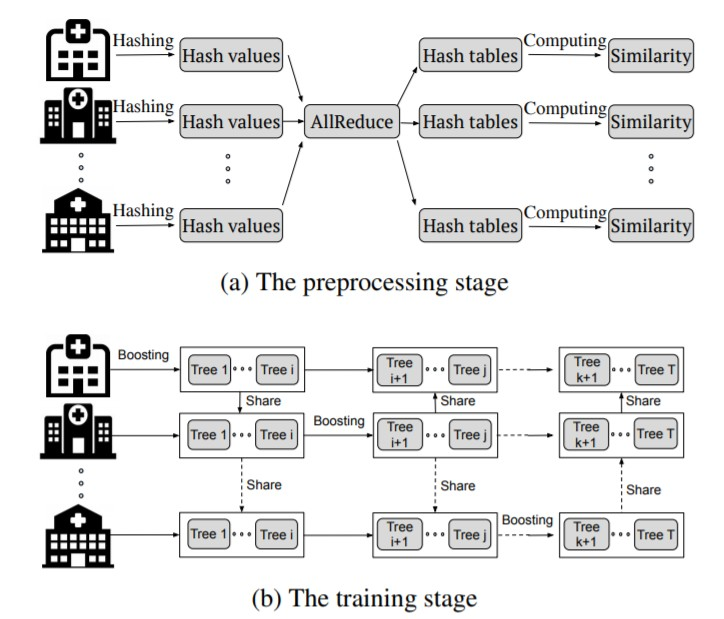 Hashing Hash values Hash tables Computing Similarity
Hashing Hash values AllReduce Hash tables Computing Similarity
Hashing Hash values Hash tables Computing Similarity
(a) The preprocessing stage
Boosting Tree 1 Tree i Tree i+1 Tree j Tree k+1 Tree T
Share Share Share
Tree 1 Tree i Boosting Tree i+1 Tree j Tree k+1 Tree T
Share Share Share
Tree 1 Tree i Tree i+1 Tree j Boosting Tree k+1 Tree T
(b) The training stage